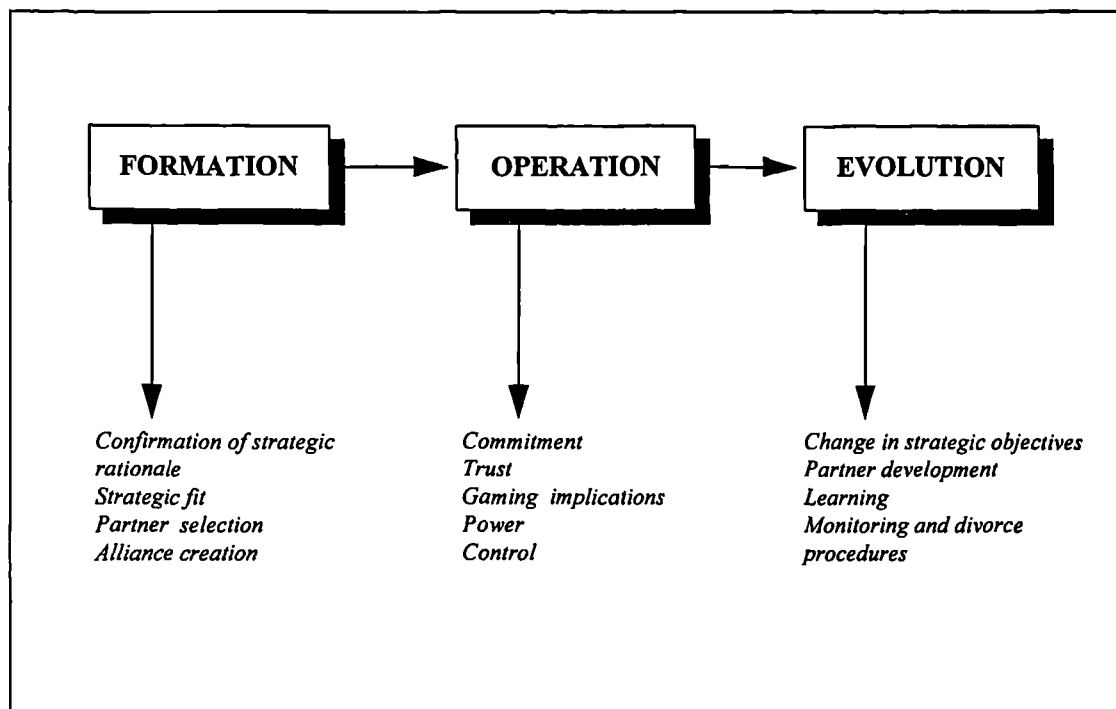 FORMATION
OPERATION
EVOLUTION
Confirmation of strategic
rationale
Strategic fit
Partner selection
Alliance creation
Commitment
Trust
Gaming implications
Power
Control
Change in strategic objectives
Partner development
Learning
Monitoring and divorce
procedures